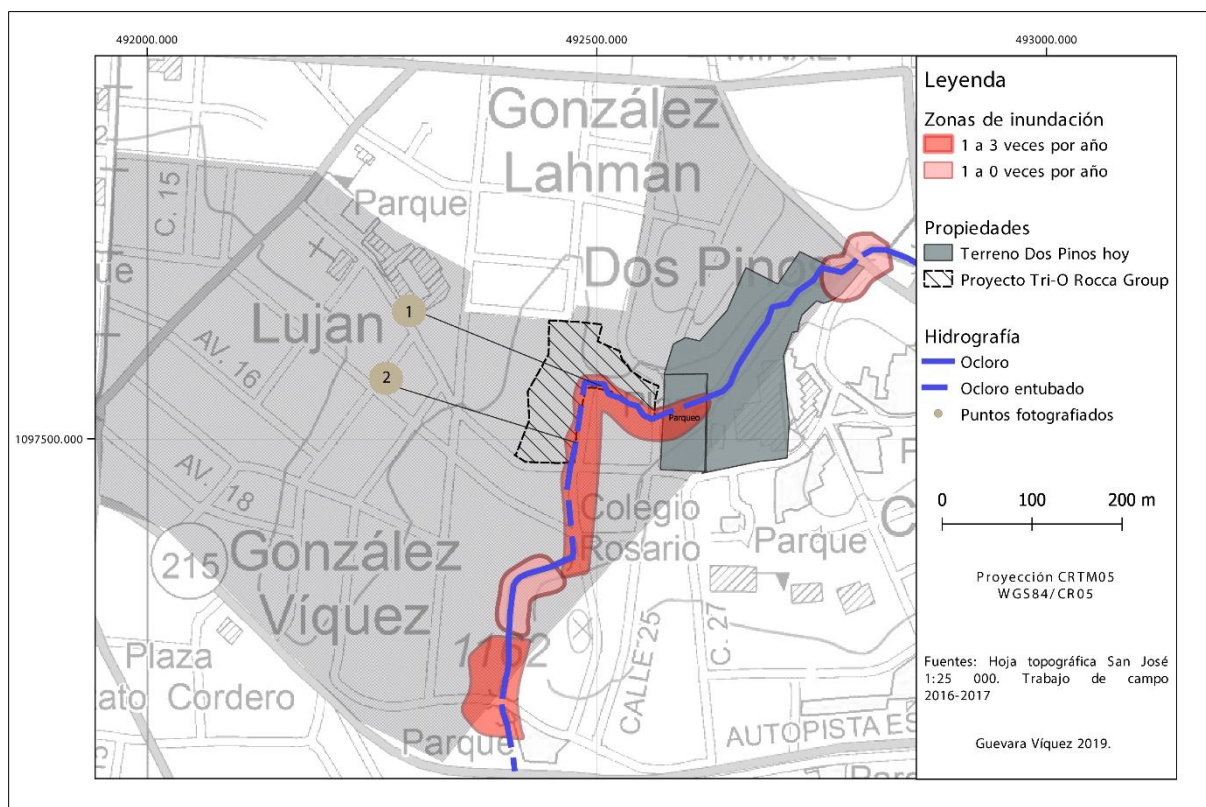 492000.000
492500.000
493000.000
1097500.000
González
Lahman
Parque
C. 15
Dos Pinos
Lujan
1
2
AV. 16
AV. 18
Parqueo
Colegio
Rosario
Parque
215
González
Víquez
1162
Plaza
ato Cordero
Parque
CALLE 25
C. 27
AUTOPISTA ES
Leyenda
Zonas de inundación
1 a 3 veces por año
1 a 0 veces por año
Propiedades
Terreno Dos Pinos hoy
Proyecto Tri-O Rocca Group
Hidrografía
Ocloro
Ocloro entubado
Puntos fotografiados
0 100 200 m
Proyección CRTM05
WGS84/CR05
Fuentes: Hoja topográfica San José
1:25 000. Trabajo de campo
2016-2017
Guevara Víquez 2019.